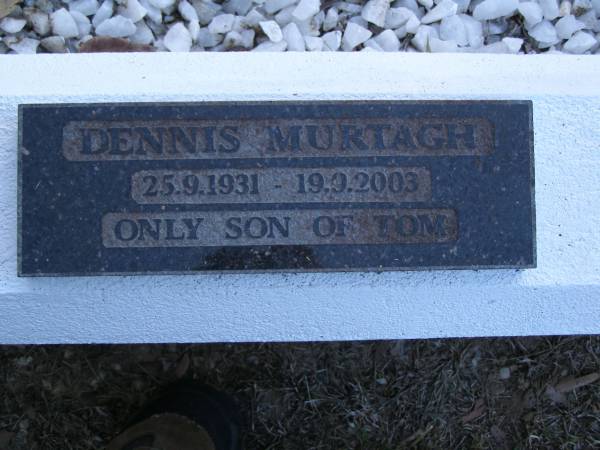 DENNIS MURTAGH
25.9.1931 - 19.9.2003
ONLY SON OF TOM